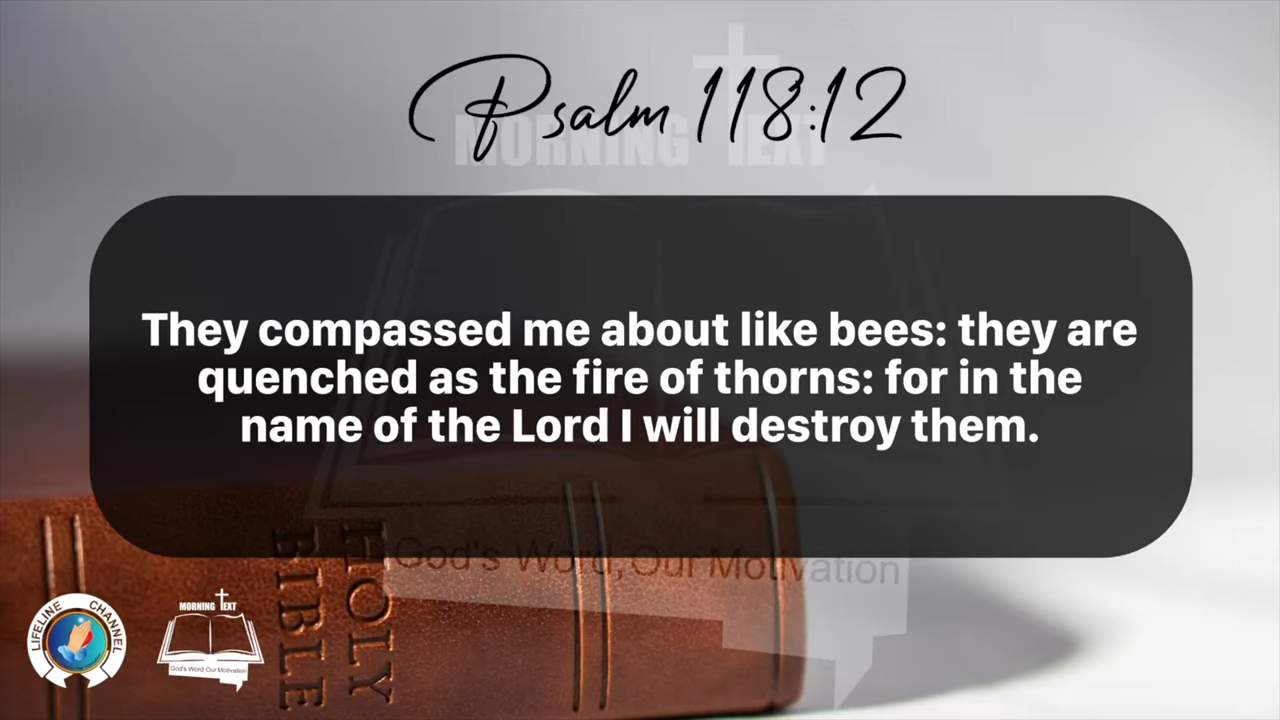 Psalm 118:12
MORNING TEXT
They compassed me about like bees: they are
quenched as the fire of thorns: for in the
name of the Lord I will destroy them.
God's Word, Our Motivation
HOLY
BIBLE
LIFELINE CHANNEL
MORNING TEXT
God's Word, Our Motivation